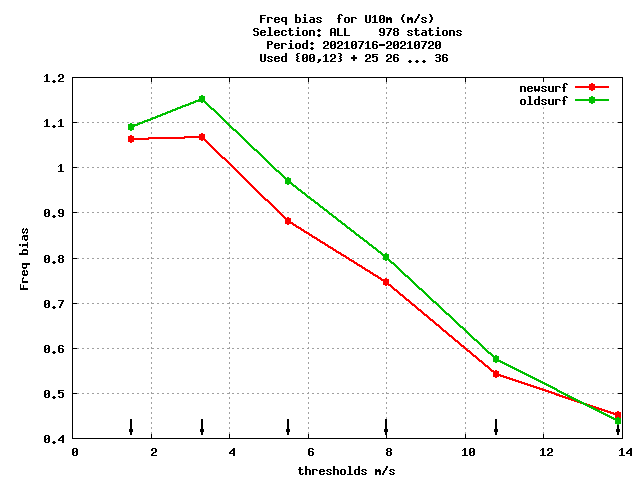 Freq bias  for U10m (m/s)
Selection: ALL    978 stations
Period: 20210716-20210720
Used {00,12} + 25 26 ... 36
newsurf
oldsurf
1.2
1.1
1
0.9
0.8
0.7
0.6
0.5
0.4
Freq bias
0 2 4 6 8 10 12 14
thresholds m/s